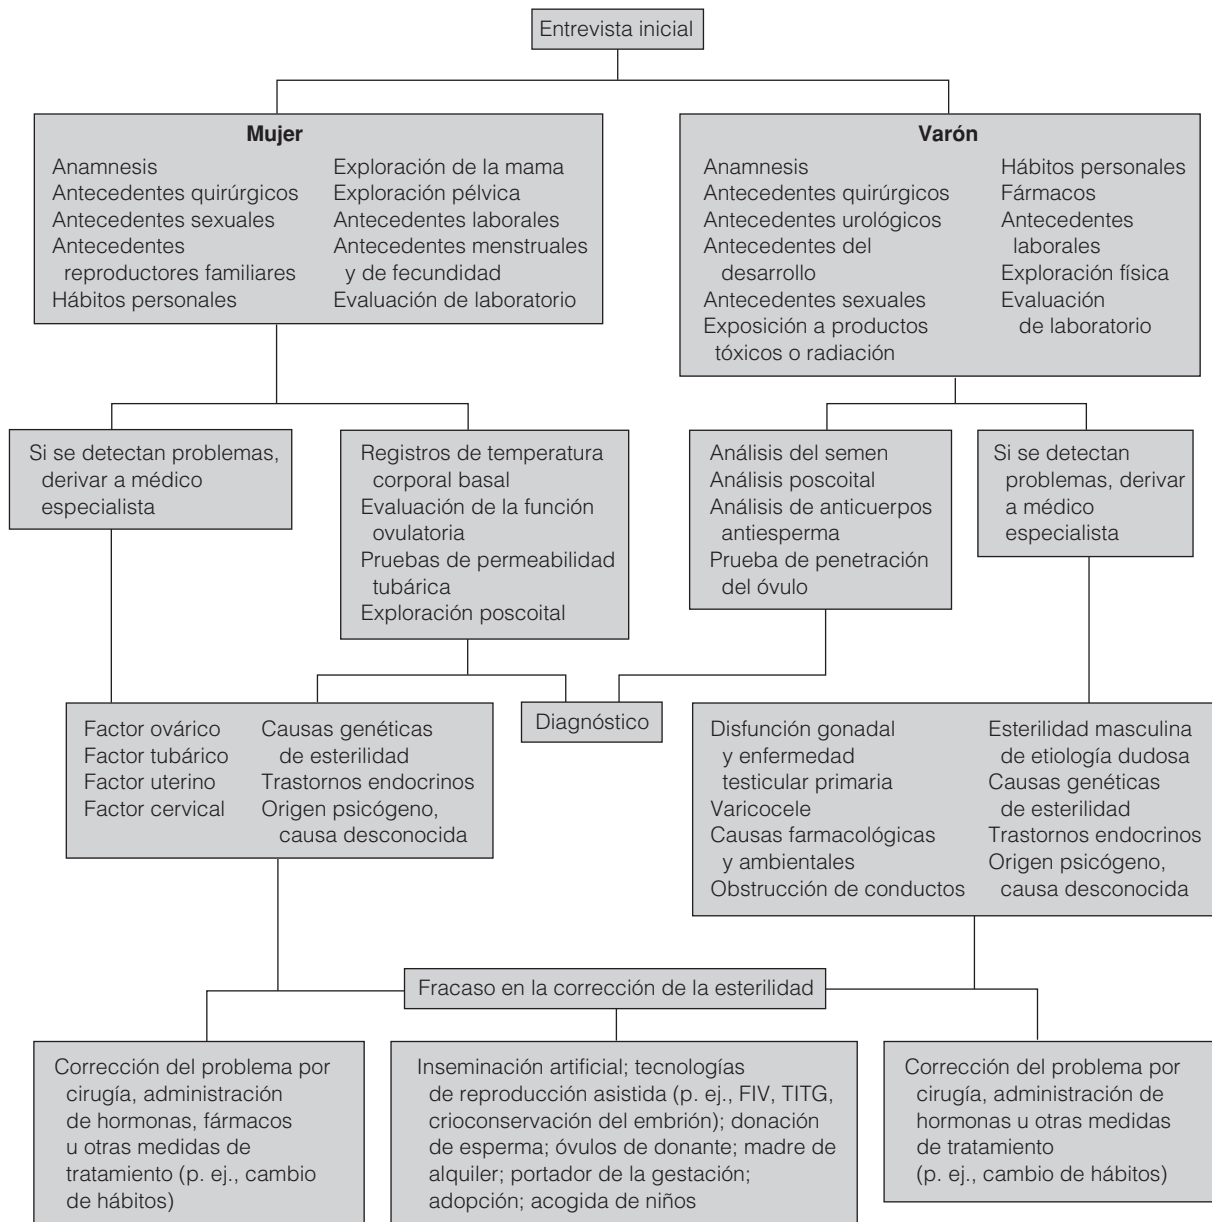 Entrevista inicial
Mujer
Anamnesis
Antecedentes quirúrgicos
Antecedentes sexuales
Antecedentes
reproductores familiares
Hábitos personales
Exploración de la mama
Exploración pélvica
Antecedentes laborales
Antecedentes menstruales
y de fecundidad
Evaluación de laboratorio
Varón
Anamnesis
Antecedentes quirúrgicos
Antecedentes urológicos
Antecedentes del
desarrollo
Antecedentes sexuales
Exposición a productos
tóxicos o radiación
Hábitos personales
Fármacos
Antecedentes
laborales
Exploración física
Evaluación
de laboratorio
Si se detectan problemas,
derivar a médico
especialista
Registros de temperatura
corporal basal
Evaluación de la función
ovulatoria
Pruebas de permeabilidad
tubárica
Exploración poscoital
Análisis del semen
Análisis poscoital
Análisis de anticuerpos
antiesperma
Prueba de penetración
del óvulo
Si se detectan
problemas, derivar
a médico
especialista
Factor ovárico
Factor tubárico
Factor uterino
Factor cervical
Causas genéticas
de esterilidad
Trastornos endocrinos
Origen psicógeno,
causa desconocida
Diagnóstico
Disfunción gonadal
y enfermedad
testicular primaria
Varicocele
Causas farmacológicas
y ambientales
Obstrucción de conductos
Esterilidad masculina
de etiología dudosa
Causas genéticas
de esterilidad
Trastornos endocrinos
Origen psicógeno,
causa desconocida
Fracaso en la corrección de la esterilidad
Corrección del problema por
cirugía, administración
de hormonas, fármacos
u otras medidas de
tratamiento (p. ej., cambio
de hábitos)
Inseminación artificial; tecnologías
de reproducción asistida (p. ej., FIV, TITG,
crioconservación del embrión); donación
de esperma; óvulos de donante; madre de
alquiler; portador de la gestación;
adopción; acogida de niños
Corrección del problema por
cirugía, administración de
hormonas u otras medidas
de tratamiento
(p. ej., cambio de hábitos)